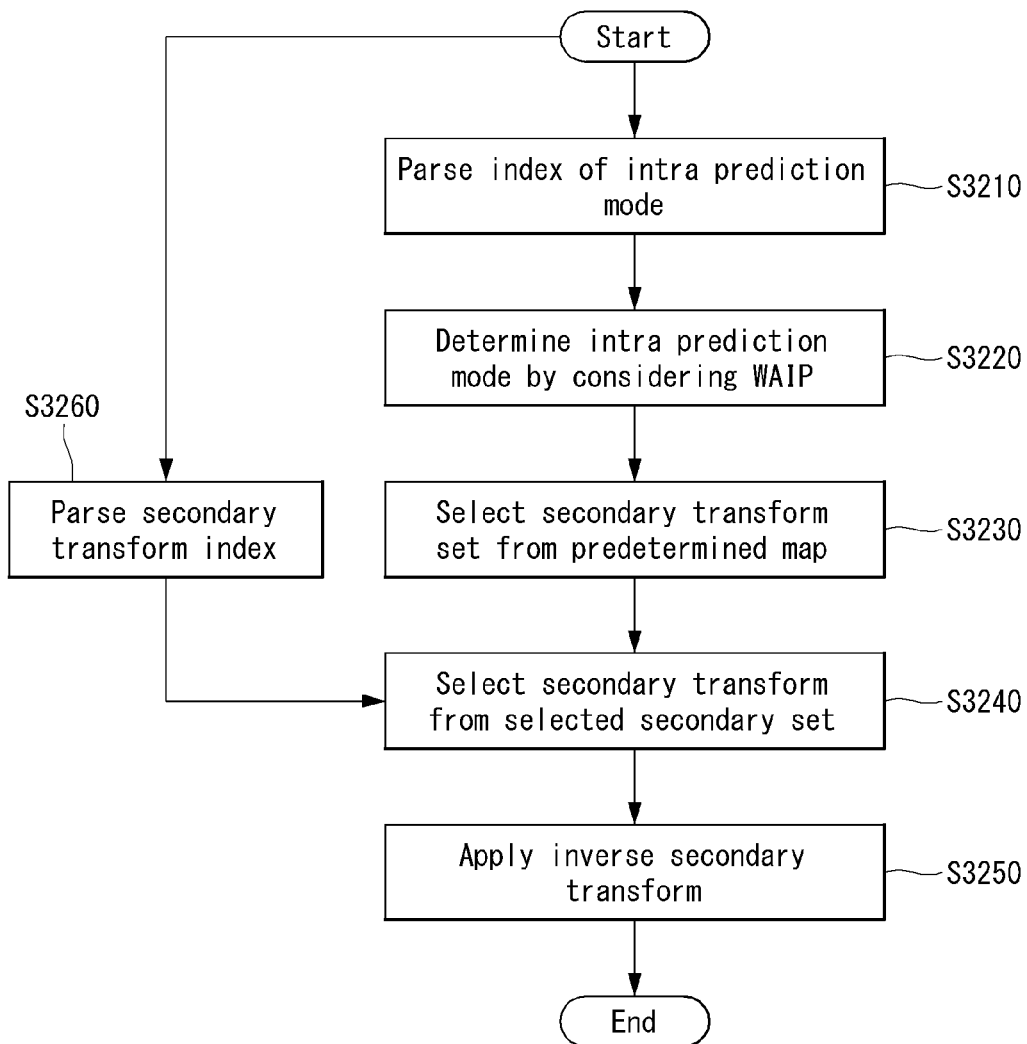 Start
Parse index of intra prediction
mode
S3210
Determine intra prediction
mode by considering WAIP
S3220
S3260
Parse secondary
transform index
Select secondary transform
set from predetermined map
S3230
Select secondary transform
from selected secondary set
S3240
Apply inverse secondary
transform
S3250
End